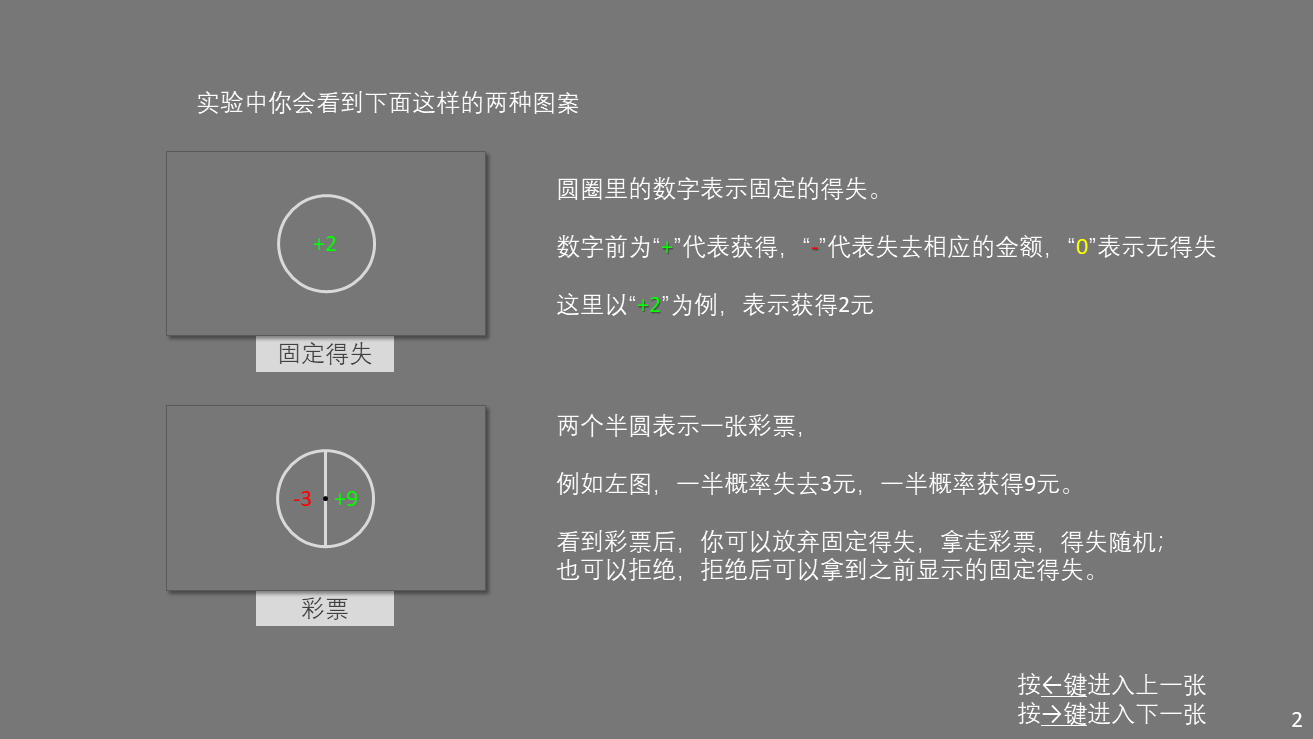 实验中你会看到下面这样的两种图案
+2
固定得失
圆圈里的数字表示固定的得失。
数字前为“+”代表获得，“-”代表失去相应的金额，“0”表示无得失
这里以“+2”为例，表示获得2元
-3 +9
彩票
两个半圆表示一张彩票，
例如左图，一半概率失去3元，一半概率获得9元。
看到彩票后，你可以放弃固定得失，拿走彩票，得失随机；
也可以拒绝，拒绝后可以拿到之前显示的固定得失。
按←键进入上一张
按→键进入下一张
2